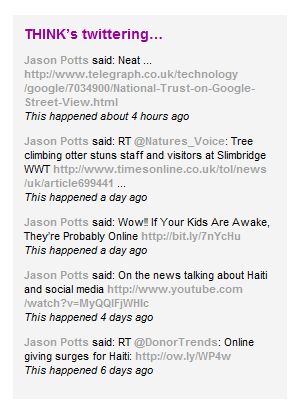 THINK's twittering...
Jason Potts said: Neat ...
http://www.telegraph.co.uk/technology
/google/7034900/National-Trust-on-Google-
Street-View.html
This happened about 4 hours ago
Jason Potts said: RT @Natures_Voice: Tree
climbing otter stuns staff and visitors at Slimbridge
WWT http://www.timesonline.co.uk/tol/news
/uk/article699441 ...
This happened a day ago
Jason Potts said: Wow!! If Your Kids Are Awake,
They're Probably Online http://bit.ly/7nYcHu
This happened a day ago
Jason Potts said: On the news talking about Haiti
and social media http://www.youtube.com
/watch?v=MyQQlFjWHlc
This happened 4 days ago
Jason Potts said: RT @DonorTrends: Online
giving surges for Haiti: http://ow.ly/WP4w
This happened 6 days ago